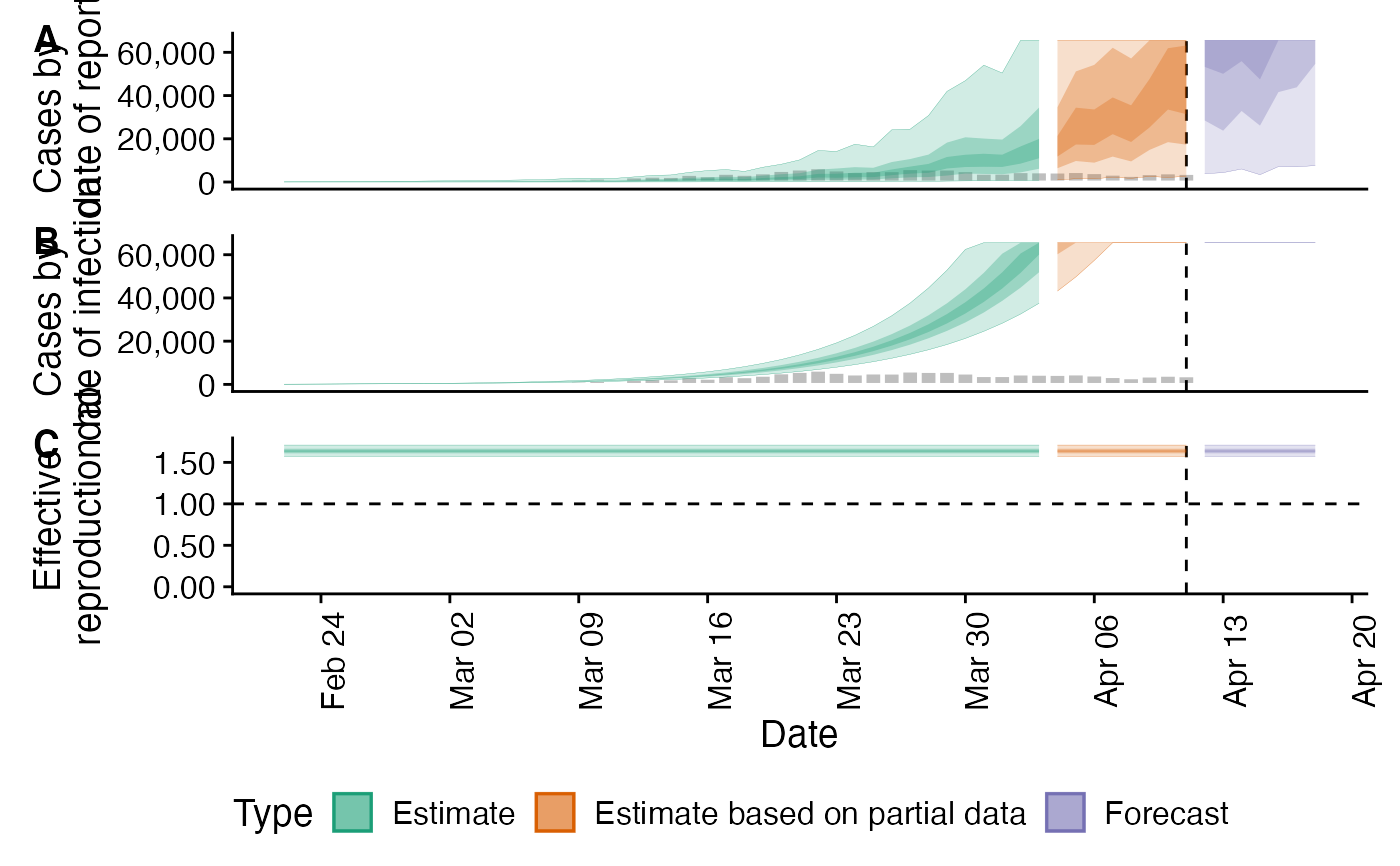 A
Cases by
date of report
60,000
40,000
20,000
0
B
Cases by
date of infection
60,000
40,000
20,000
0
C
Effective
reproduction no.
1.50
1.00
0.50
0.00
Feb 24
Mar 02
Mar 09
Mar 16
Mar 23
Mar 30
Apr 06
Apr 13
Apr 20
Date
Type
Estimate
Estimate based on partial data
Forecast